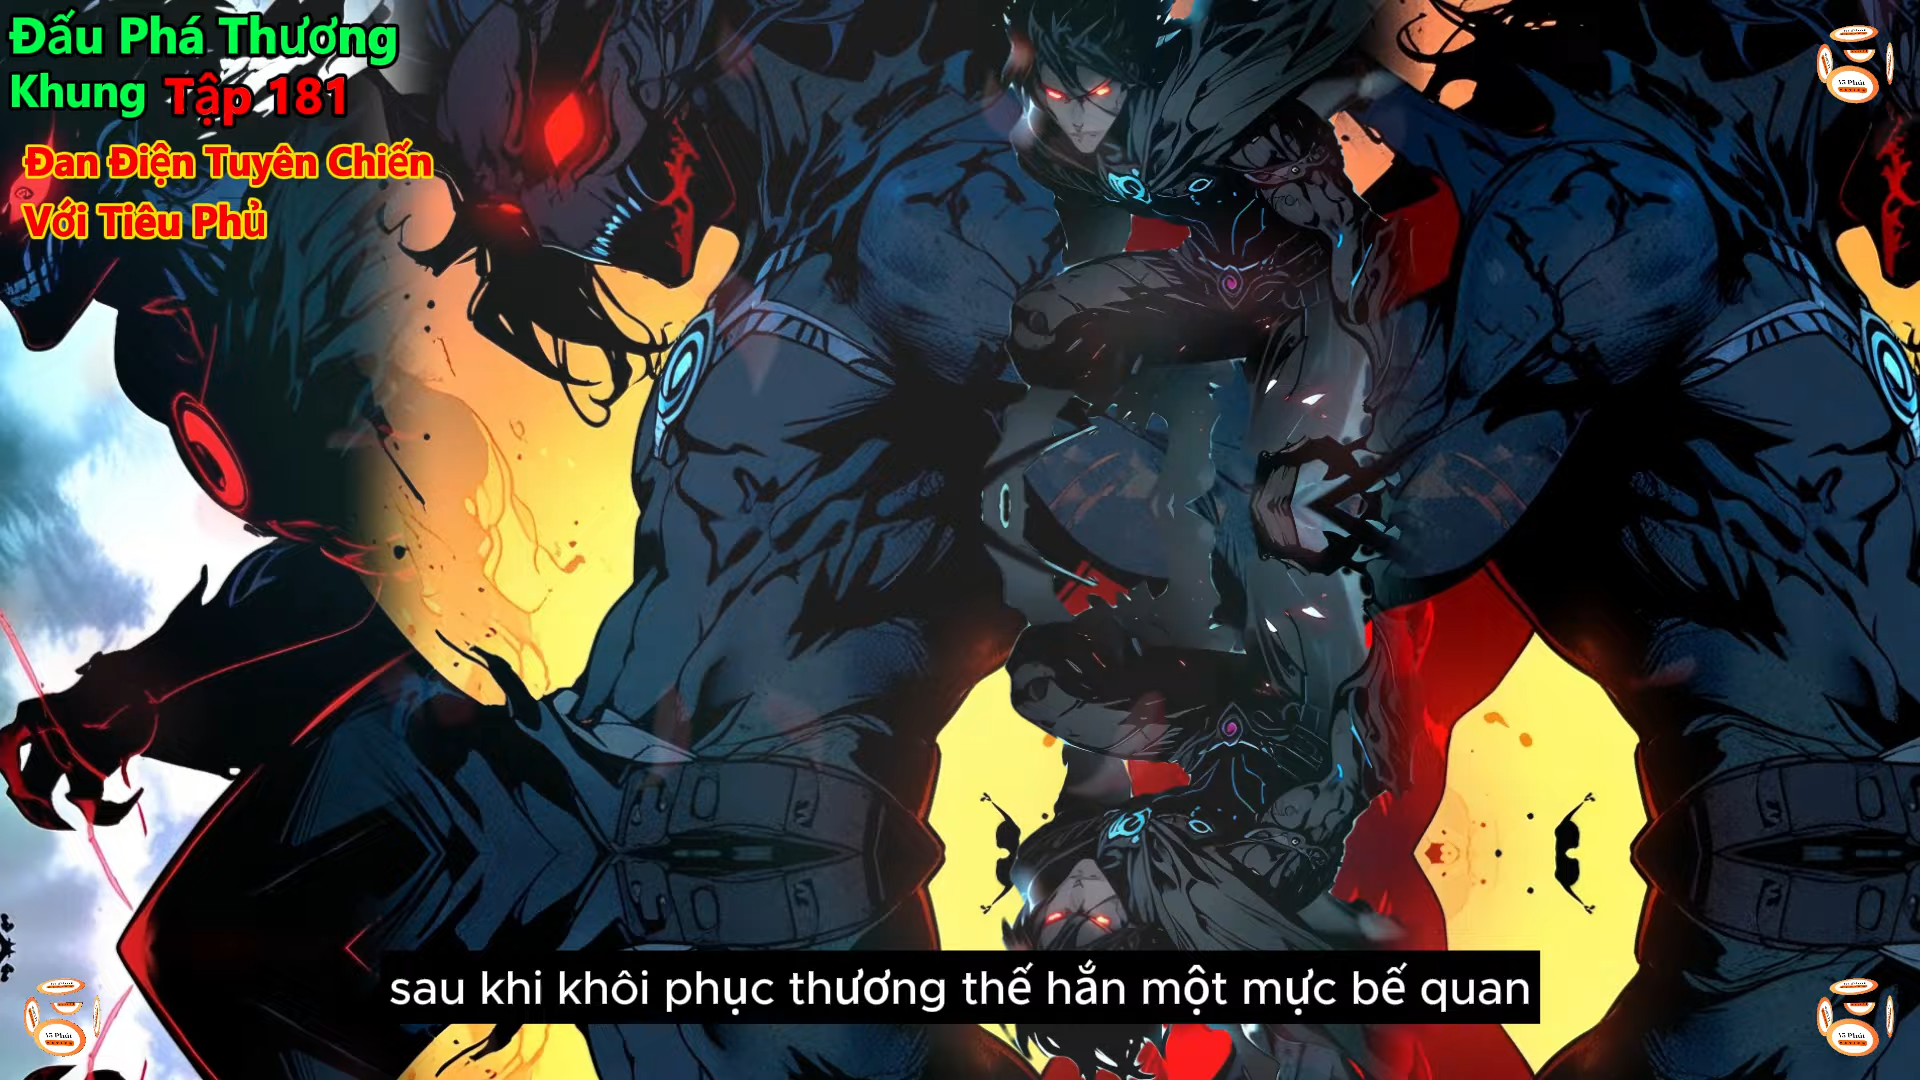 Đấu Phá Thương
Khung Tập 181
Đan Điện Tuyên Chiến
Với Tiêu Phủ
sau khi khôi phục thương thế hắn một mực bế quan